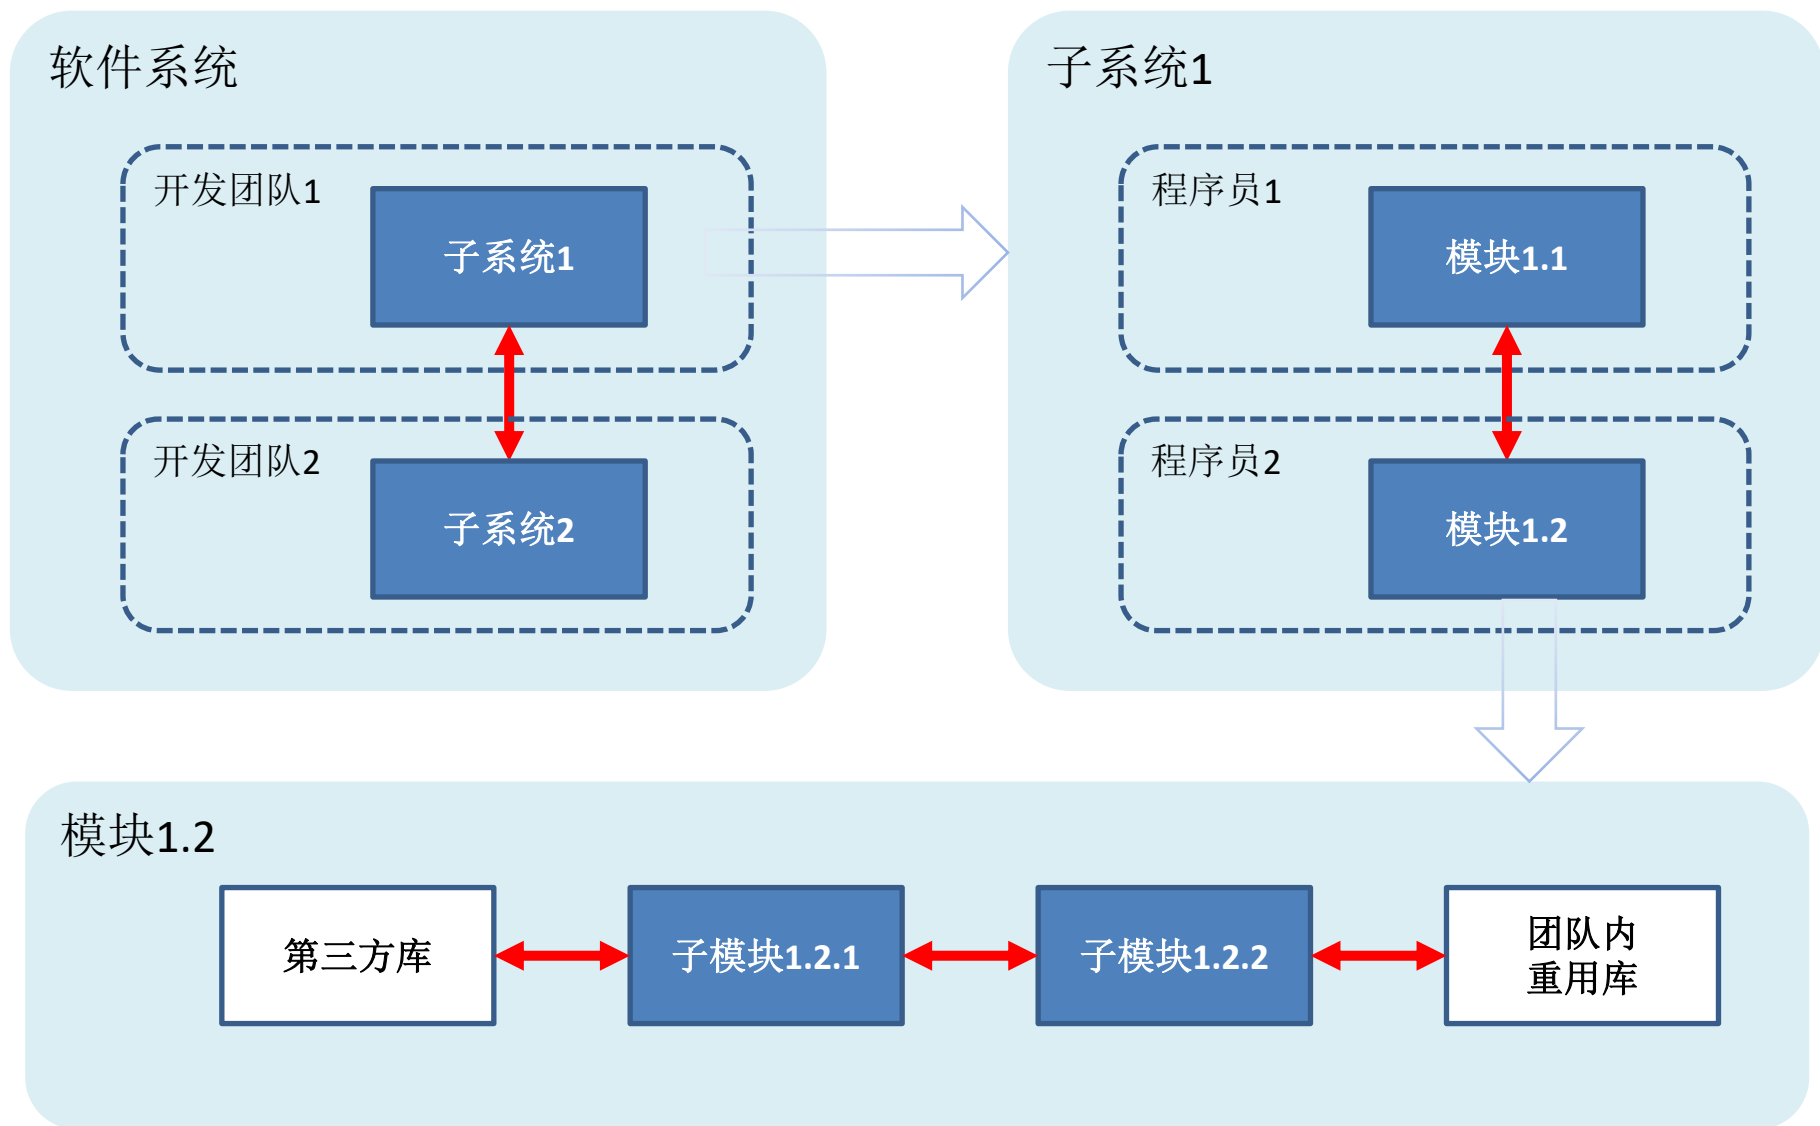 软件系统
开发团队1
子系统1
开发团队2
子系统2
子系统1
程序员1
模块1.1
程序员2
模块1.2
模块1.2
第三方库
子模块1.2.1
子模块1.2.2
团队内
重用库